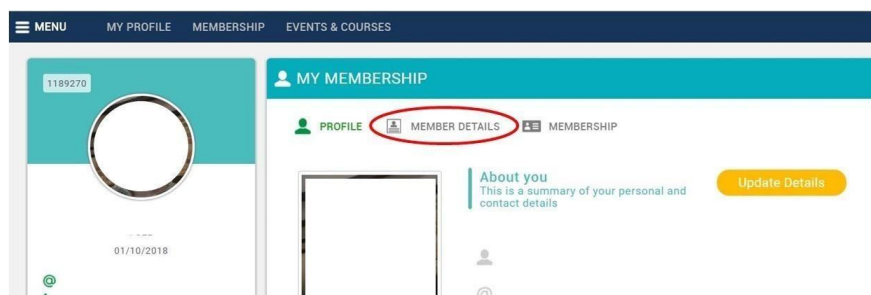 MENU MY PROFILE MEMBERSHIP EVENTS & COURSES
1189270
MY MEMBERSHIP
PROFILE MEMBER DETAILS MEMBERSHIP
About you
This is a summary of your personal and
contact details
Update Details
01/10/2018
@
@